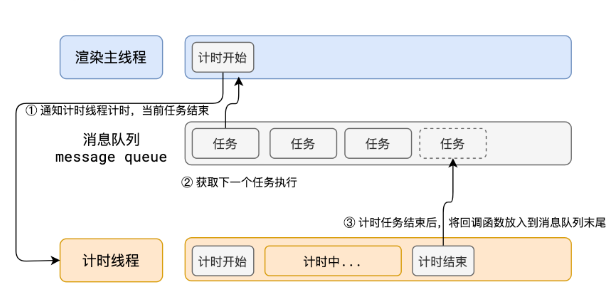 渲染主线程
计时开始
① 通知计时线程计时，当前任务结束
消息队列
message queue
任务
任务
任务
任务
② 获取下一个任务执行
③ 计时任务结束后，将回调函数放入到消息队列末尾
计时线程
计时开始
计时中...
计时结束